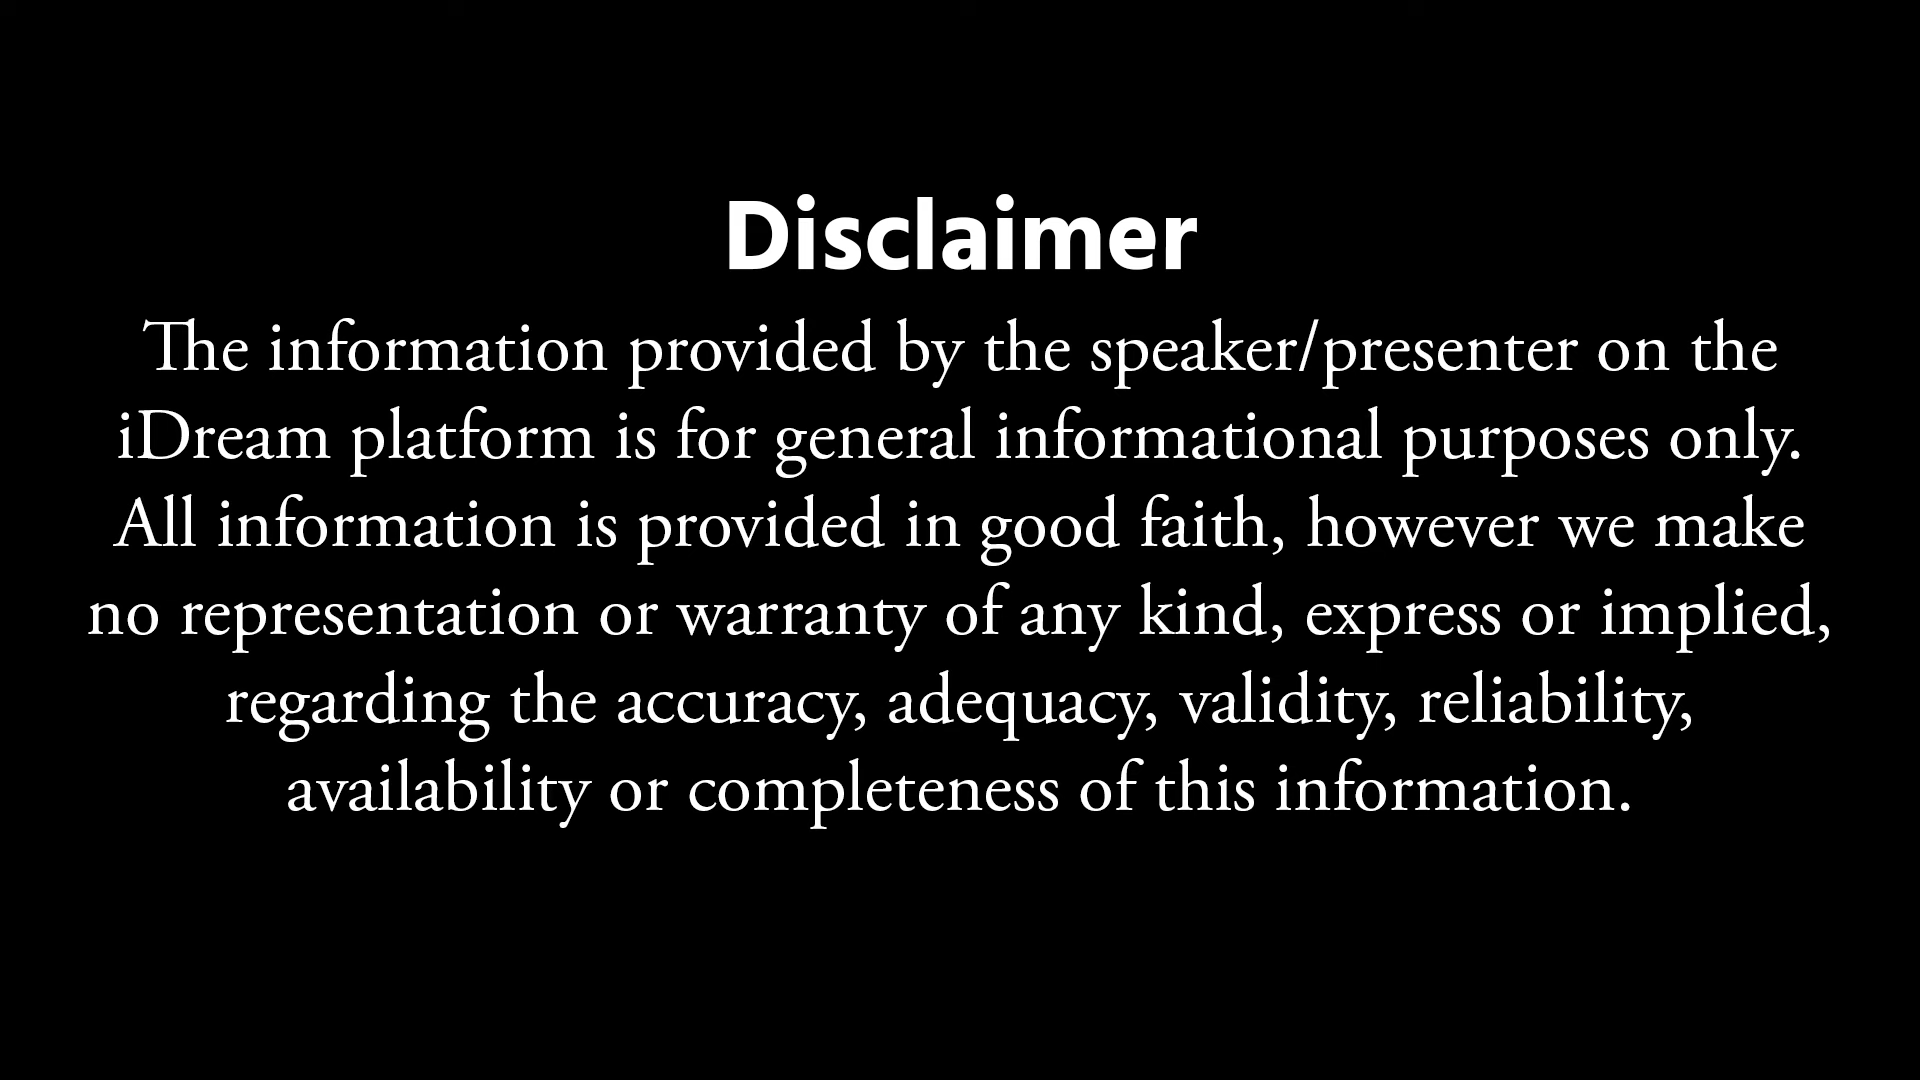 Disclaimer
The information provided by the speaker/presenter on the
iDream platform is for general informational purposes only.
All information is provided in good faith, however we make
no representation or warranty of any kind, express or implied,
regarding the accuracy, adequacy, validity, reliability,
availability or completeness of this information.